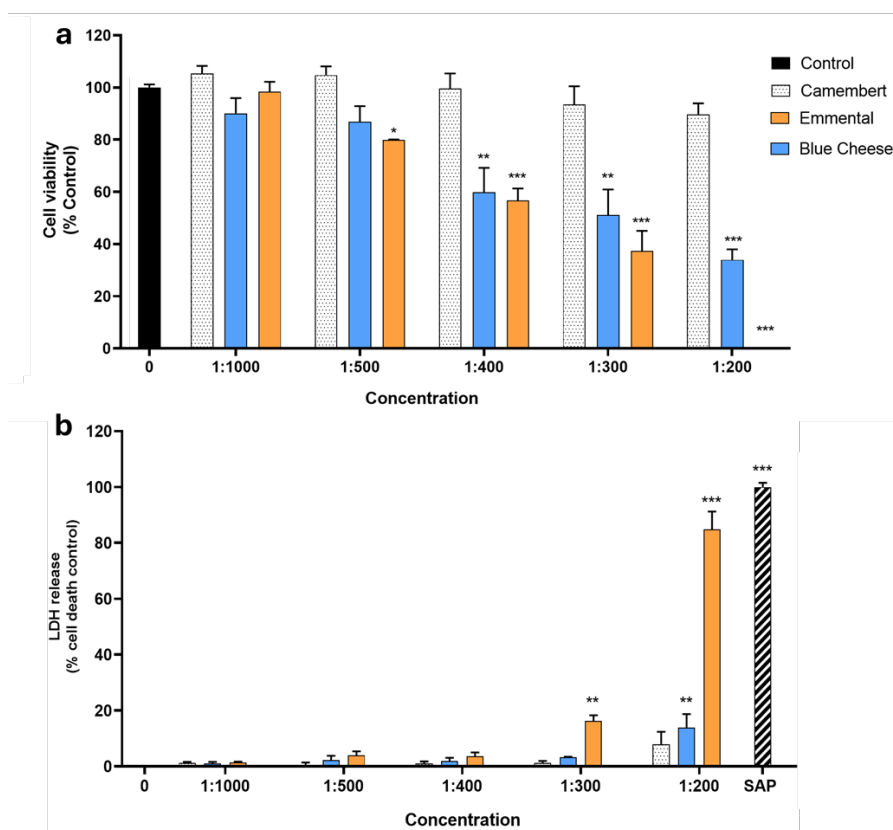 a
120
100
80
60
40
20
0
Cell viability
(% Control)
Control
Camembert
Emmental
Blue Cheese
*
**
***
**
***
***
***
0
1:1000
1:500
1:400
1:300
1:200
Concentration
b
120
100
80
60
40
20
0
LDH release
(% cell death control)
**
**
***
***
0
1:1000
1:500
1:400
1:300
1:200
SAP
Concentration